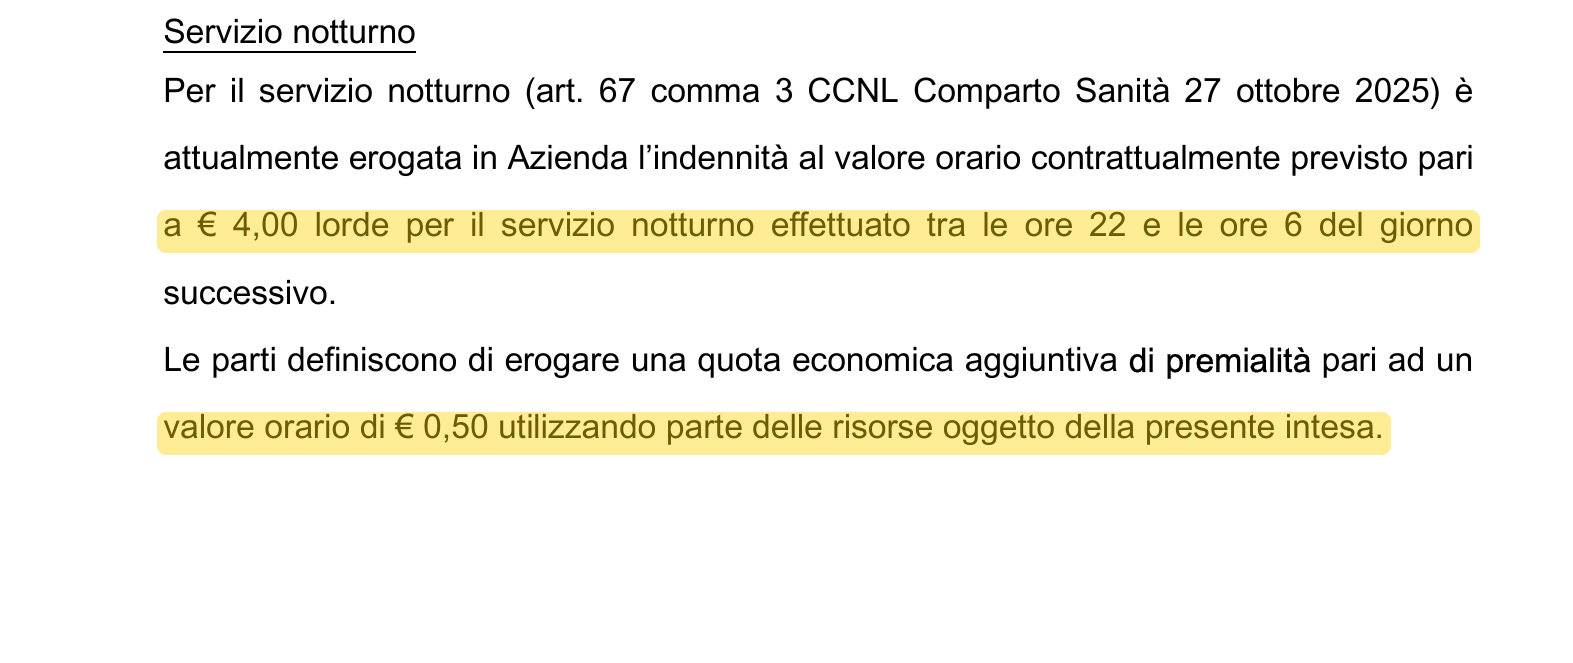 Servizio notturno
Per il servizio notturno (art. 67 comma 3 CCNL Comparto Sanità 27 ottobre 2025) è
attualmente erogata in Azienda l’indennità al valore orario contrattualmente previsto pari
a € 4,00 lorde per il servizio notturno effettuato tra le ore 22 e le ore 6 del giorno
successivo.
Le parti definiscono di erogare una quota economica aggiuntiva di premialità pari ad un
valore orario di € 0,50 utilizzando parte delle risorse oggetto della presente intesa.